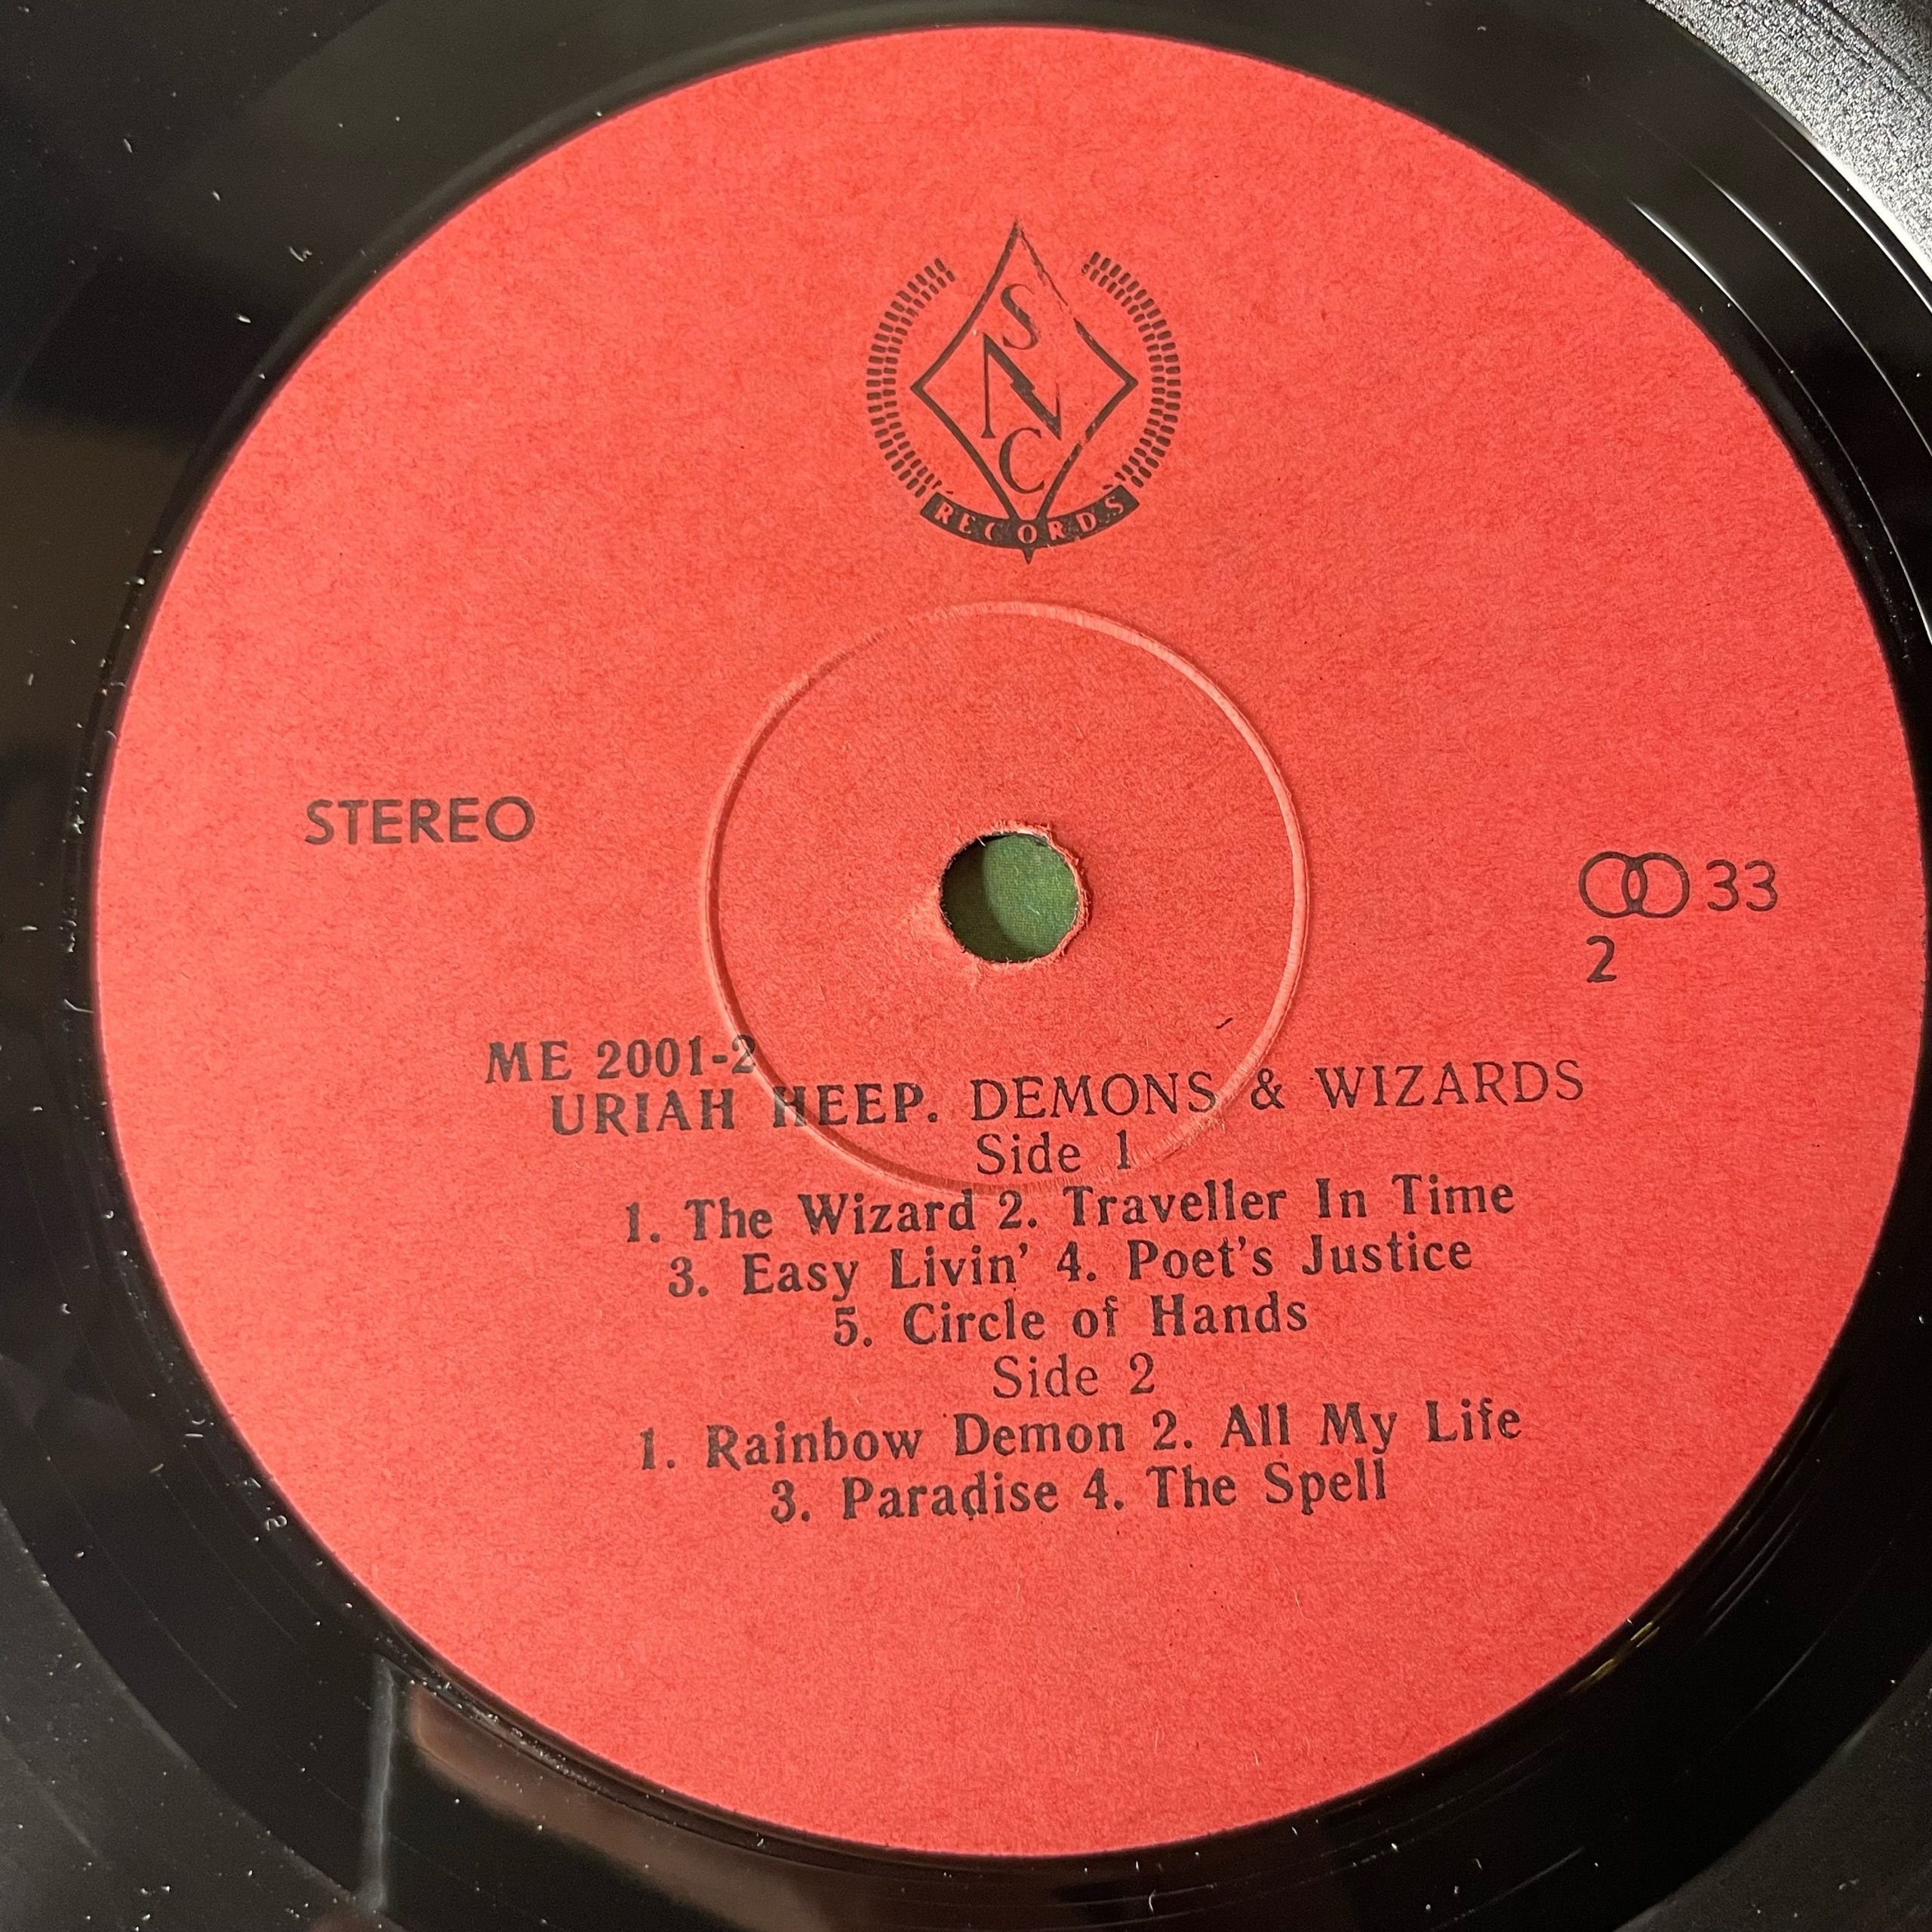 S
N
C
RECORDS
STEREO
33
2
ME 2001-2
URIAH HEEP. DEMONS & WIZARDS
Side 1
1. The Wizard 2. Traveller In Time
3. Easy Livin' 4. Poet's Justice
5. Circle of Hands
Side 2
1. Rainbow Demon 2. All My Life
3. Paradise 4. The Spell